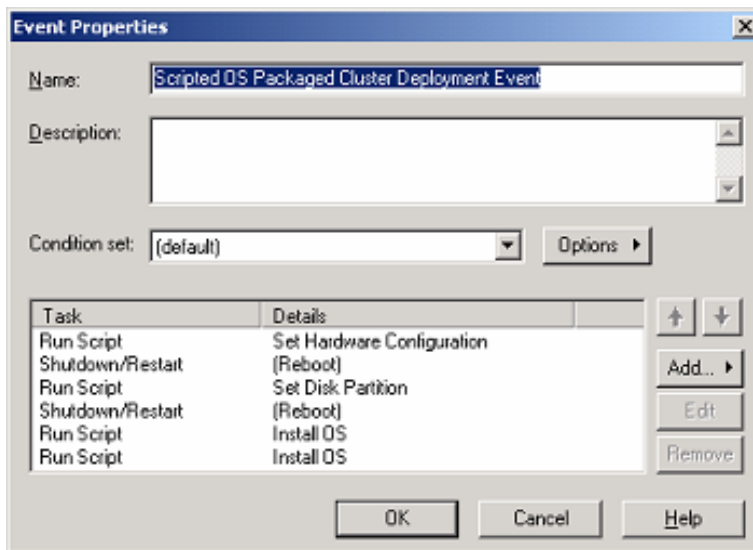 Event Properties
Name: Scripted OS Packaged Cluster Deployment Event
Description:
Condition set: (default) Options
Task Details
Run Script Set Hardware Configuration
Shutdown/Restart (Reboot)
Run Script Set Disk Partition
Shutdown/Restart (Reboot)
Run Script Install OS
Run Script Install OS
Add...
Edit
Remove
OK Cancel Help